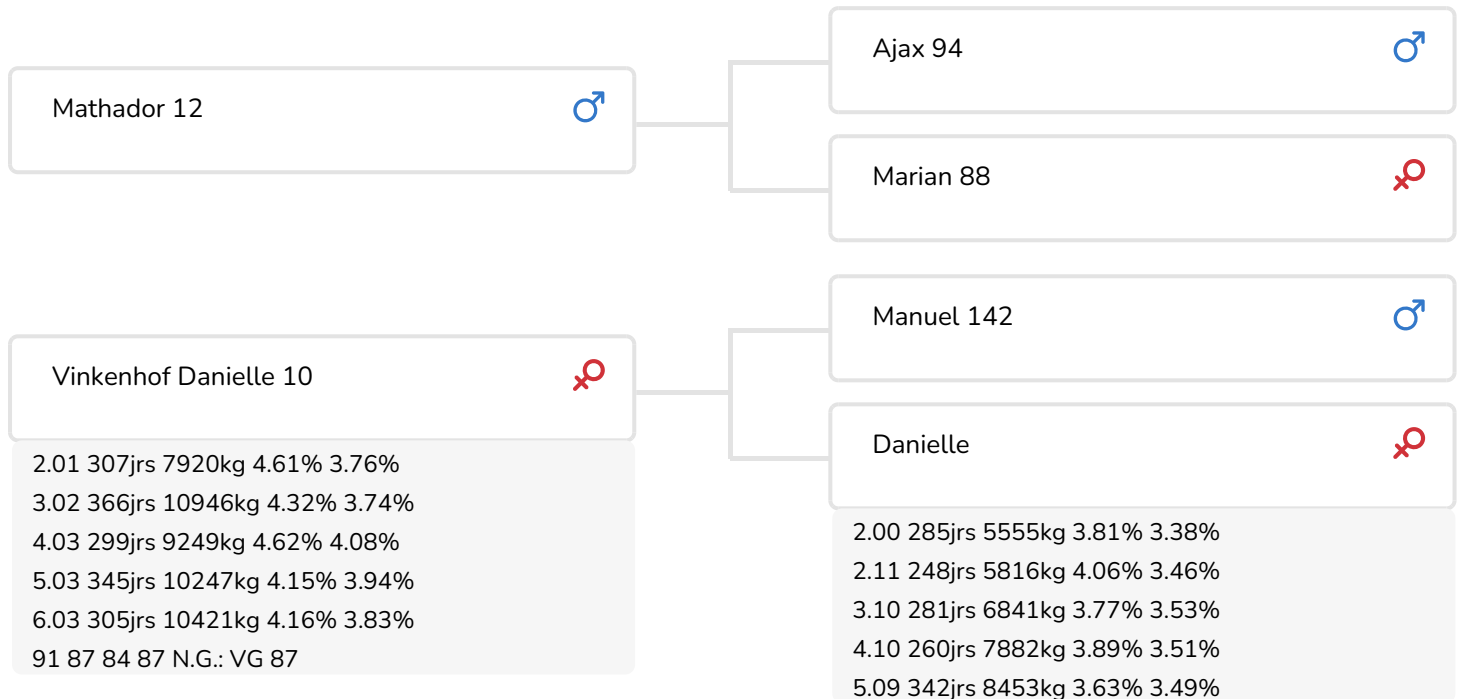 Mathador 12
Vinkenhof Danielle 10
2.01 307jrs 7920kg 4.61% 3.76%
3.02 366jrs 10946kg 4.32% 3.74%
4.03 299jrs 9249kg 4.62% 4.08%
5.03 345jrs 10247kg 4.15% 3.94%
6.03 305jrs 10421kg 4.16% 3.83%
91 87 84 87 N.G.: VG 87
Ajax 94
Marian 88
Manuel 142
Danielle
2.00 285jrs 5555kg 3.81% 3.38%
2.11 248jrs 5816kg 4.06% 3.46%
3.10 281jrs 6841kg 3.77% 3.53%
4.10 260jrs 7882kg 3.89% 3.51%
5.09 342jrs 8453kg 3.63% 3.49%